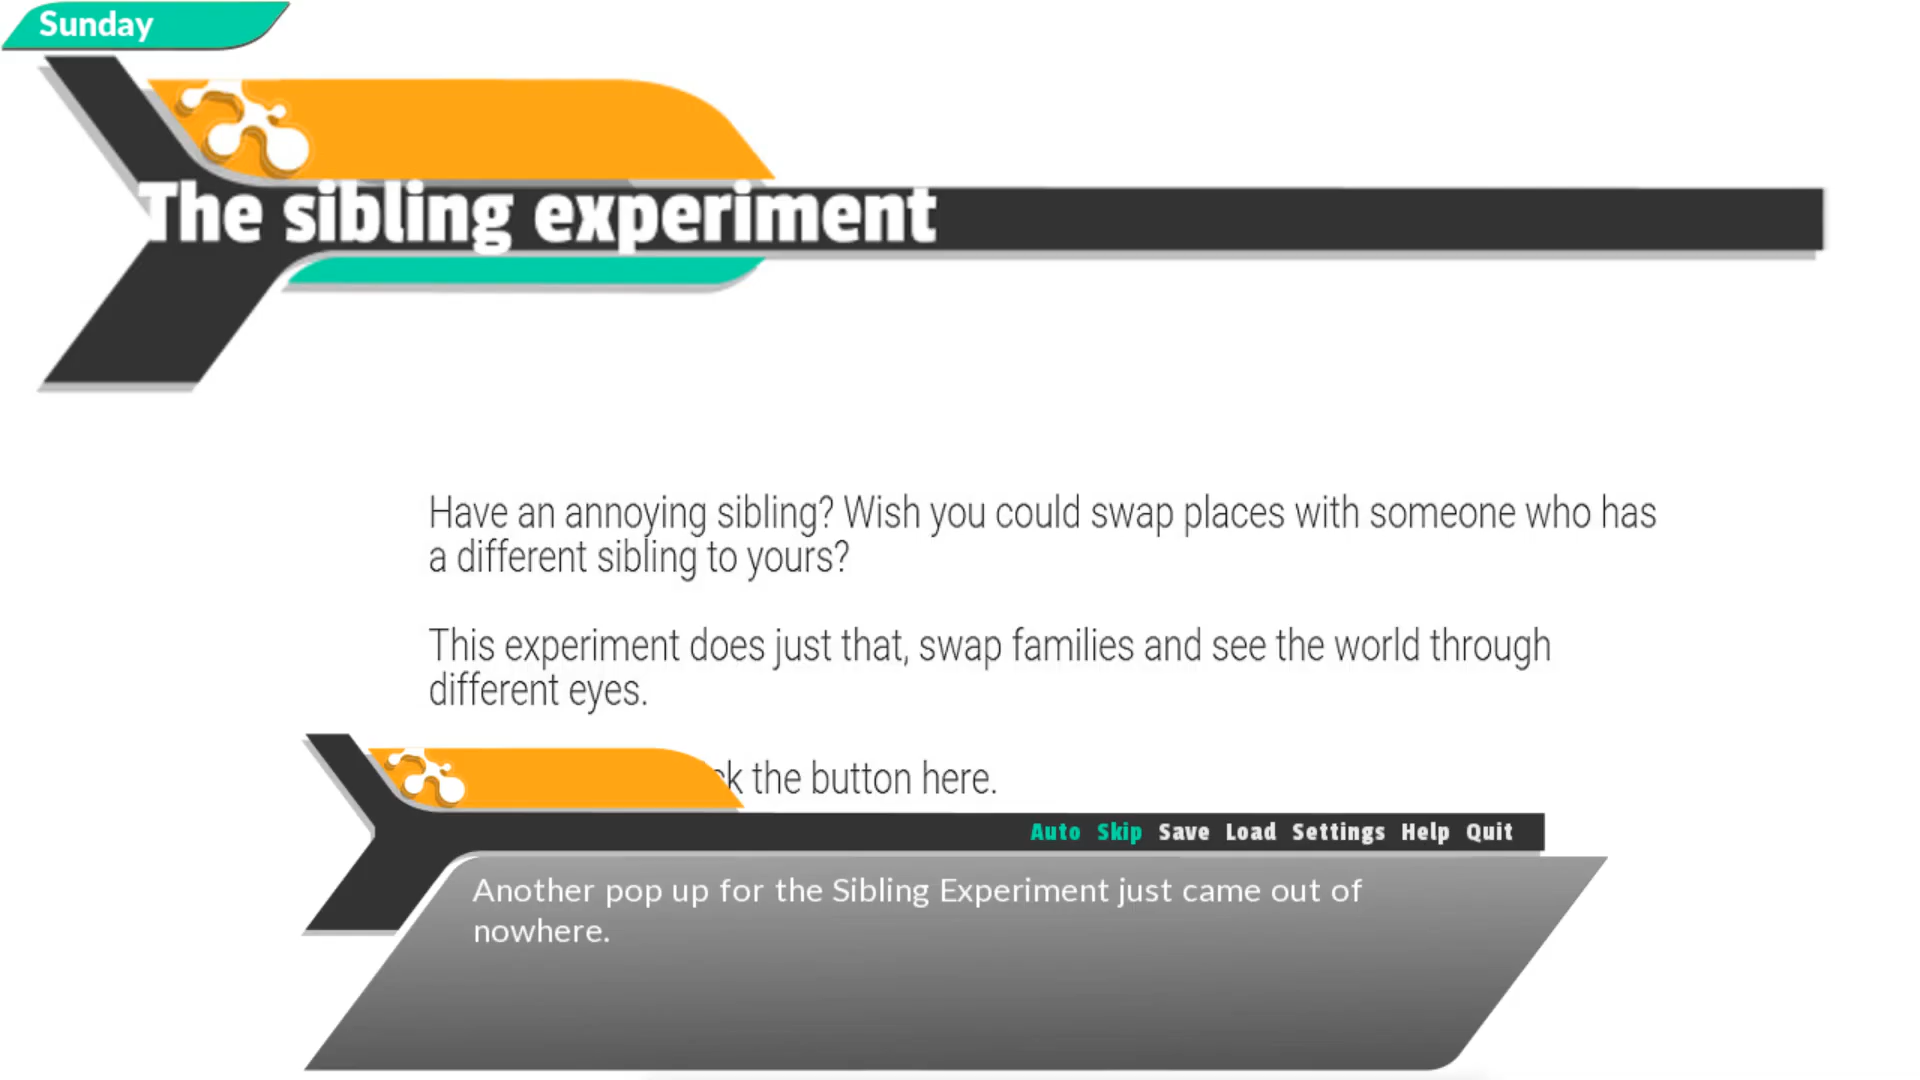 Sunday
The sibling experiment
Have an annoying sibling? Wish you could swap places with someone who has
a different sibling to yours?
This experiment does just that, swap families and see the world through
different eyes.
the button here.
Auto Skip Save Load Settings Help Quit
Another pop up for the Sibling Experiment just came out of
nowhere.